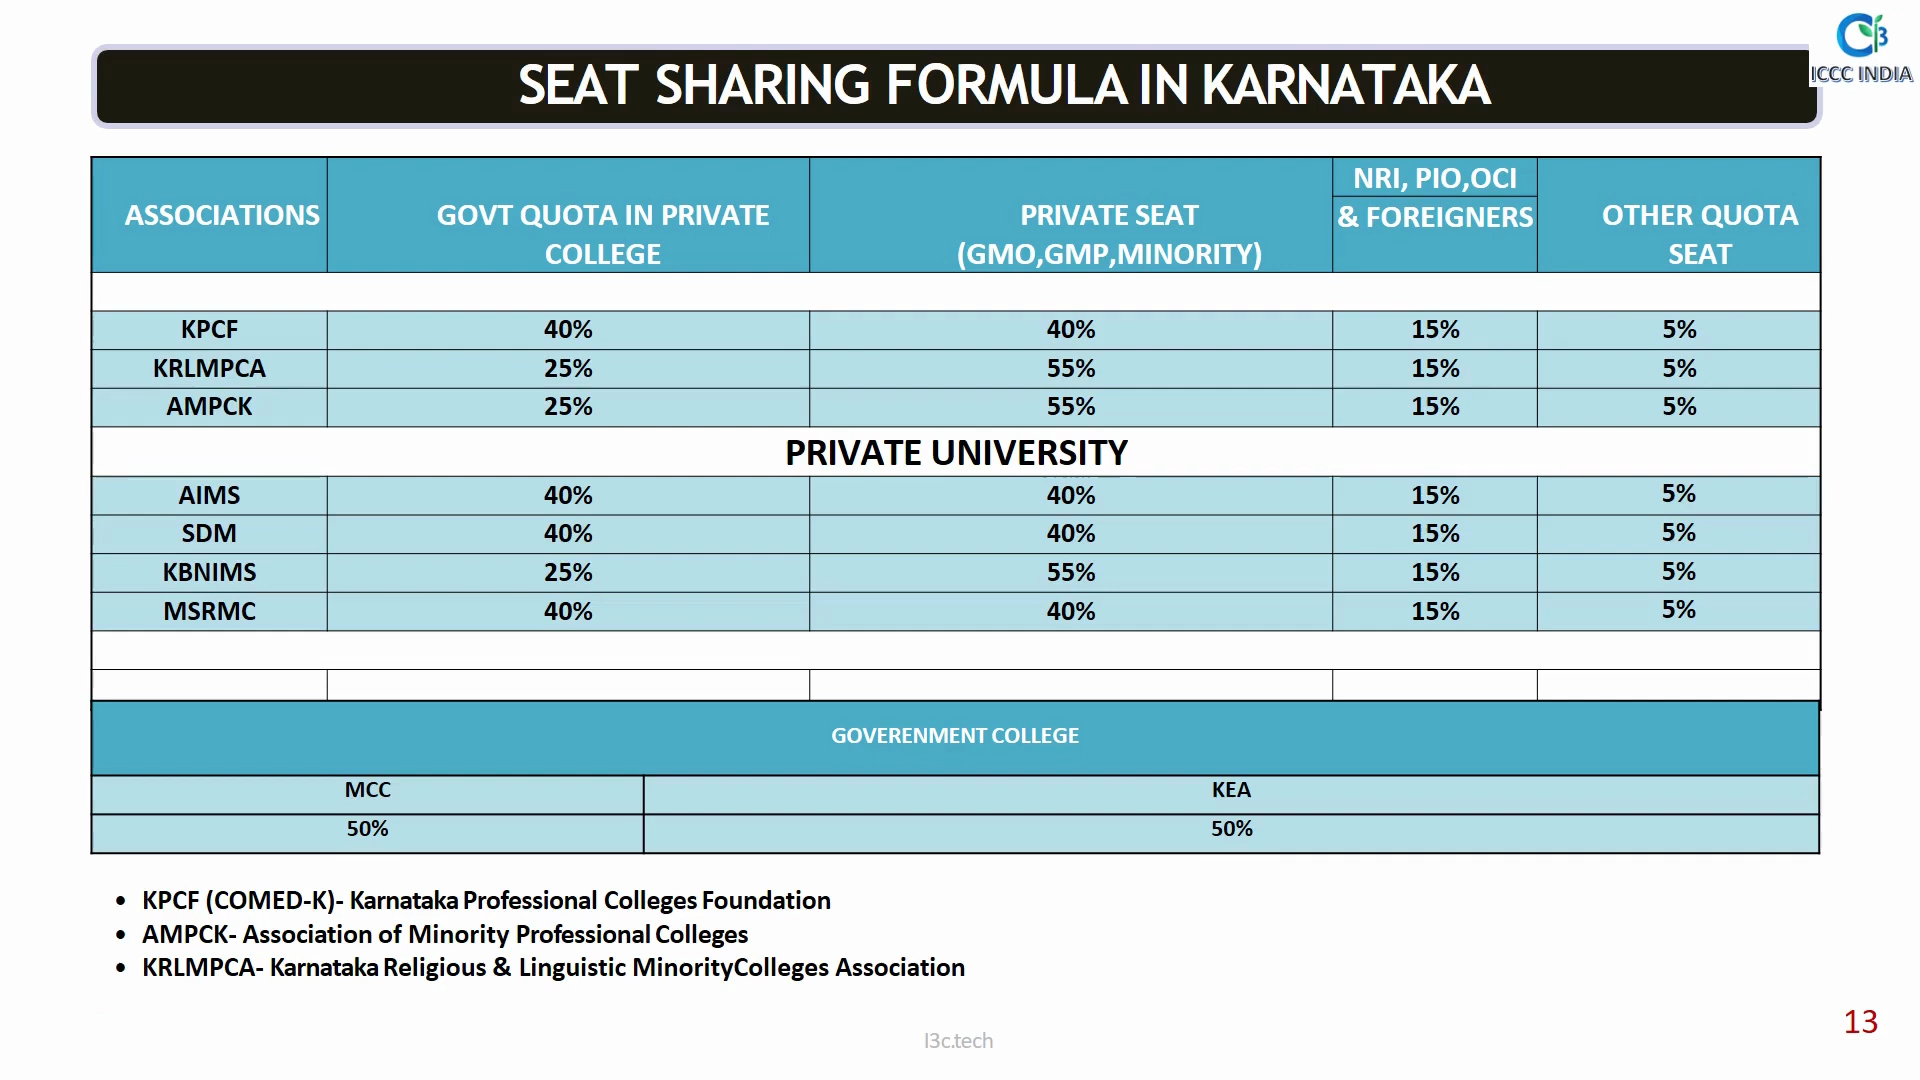 SEAT SHARING FORMULA IN KARNATAKA
ICCC INDIA
ASSOCIATIONS
GOVT QUOTA IN PRIVATE
COLLEGE
PRIVATE SEAT
(GMO,GMP,MINORITY)
NRI, PIO,OCI
& FOREIGNERS
OTHER QUOTA
SEAT
KPCF 40% 40% 15% 5%
KRLMPCA 25% 55% 15% 5%
AMPCK 25% 55% 15% 5%
PRIVATE UNIVERSITY
AIMS 40% 40% 15% 5%
SDM 40% 40% 15% 5%
KBNIMS 25% 55% 15% 5%
MSRMC 40% 40% 15% 5%
GOVERENMENT COLLEGE
MCC KEA
50% 50%
• KPCF (COMED-K)- Karnataka Professional Colleges Foundation
• AMPCK- Association of Minority Professional Colleges
• KRLMPCA- Karnataka Religious & Linguistic MinorityColleges Association
13
I3c.tech